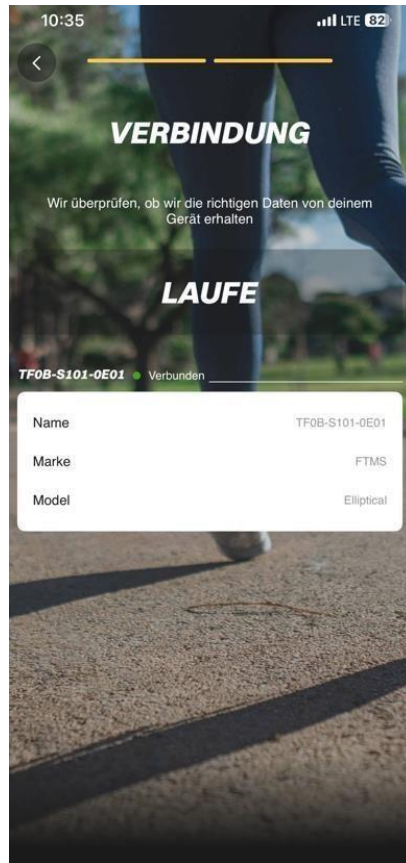 10:35 LTE 82
VERBINDUNG
Wir überprüfen, ob wir die richtigen Daten von deinem
Gerät erhalten
LAUFE
TF0B-S101-0E01 Verbunden
Name TF0B-S101-0E01
Marke FTMS
Model Elliptical